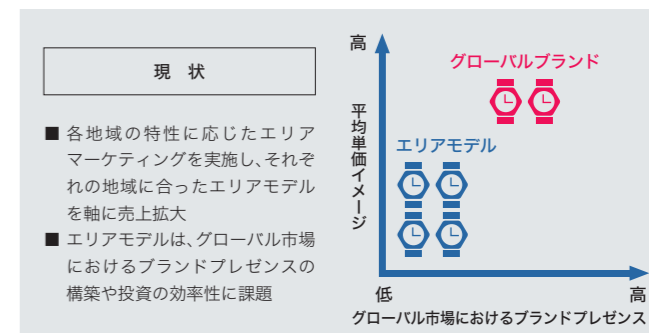 現 状
■ 各地域の特性に応じたエリア
マーケティングを実施し、それぞ
れの地域に合ったエリアモデル
を軸に売上拡大
■ エリアモデルは、グローバル市場
におけるブランドプレゼンスの
構築や投資の効率性に課題
高
グローバルブランド
平均単価イメージ
エリアモデル
低
高
グローバル市場におけるブランドプレゼンス